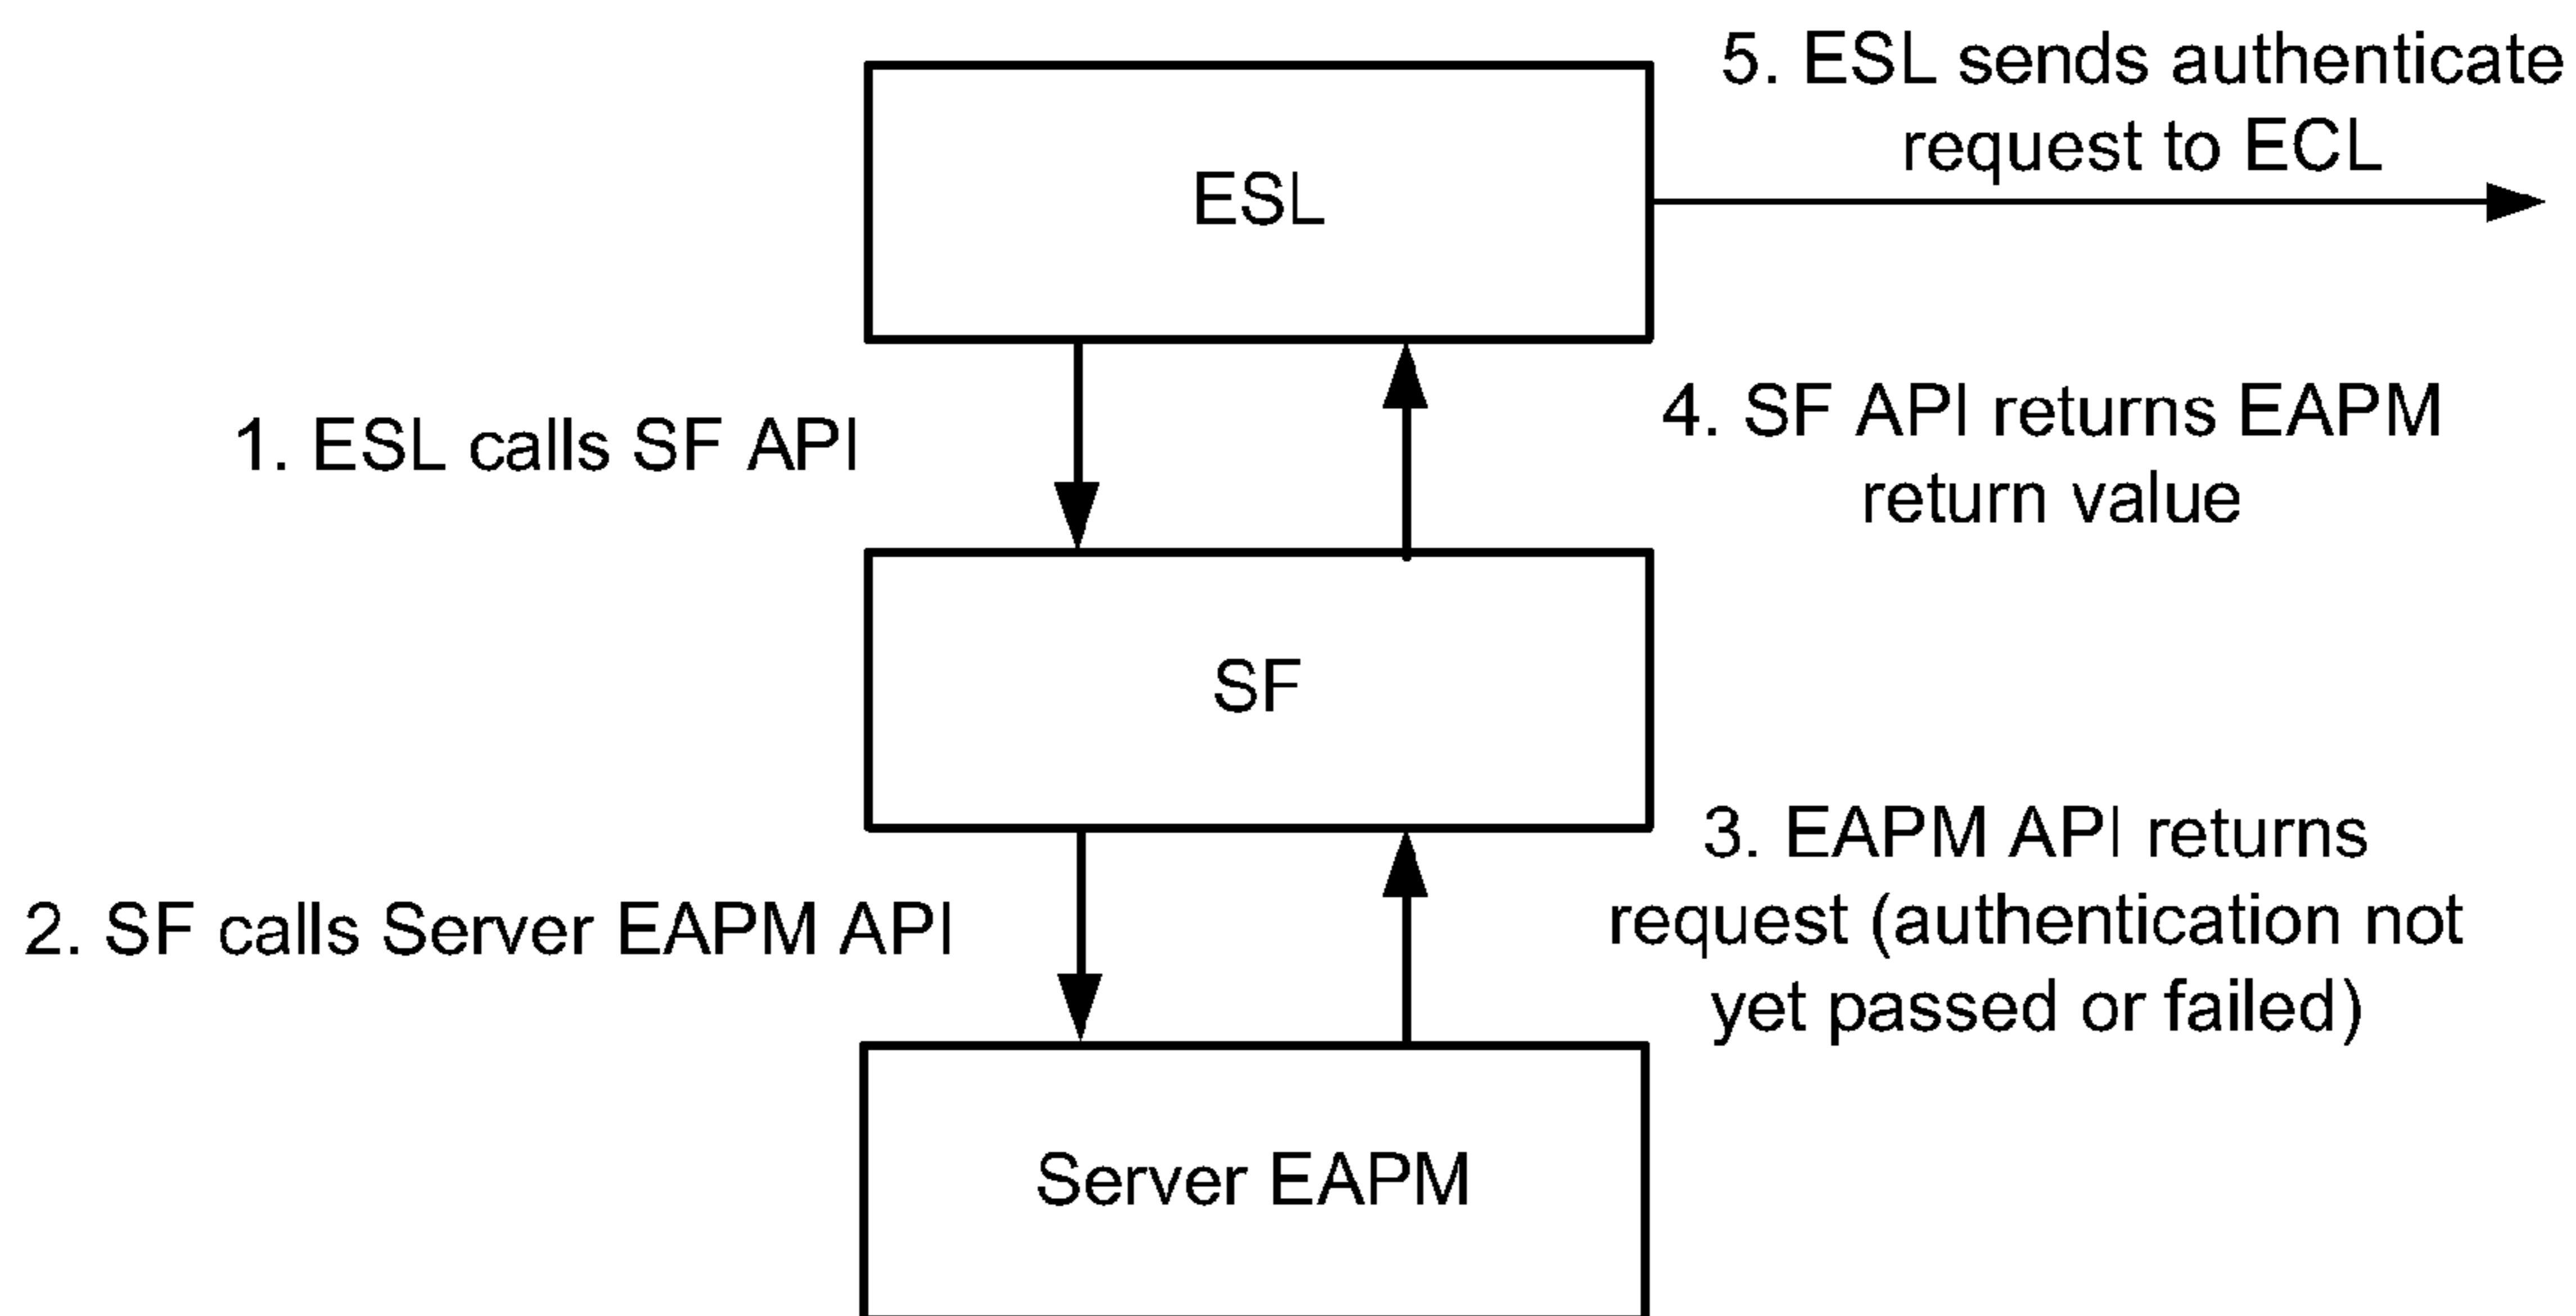 5. ESL sends authenticate
request to ECL
ESL
1. ESL calls SF API
4. SF API returns EAPM
return value
SF
3. EAPM API returns
request (authentication not
yet passed or failed)
2. SF calls Server EAPM API
Server EAPM